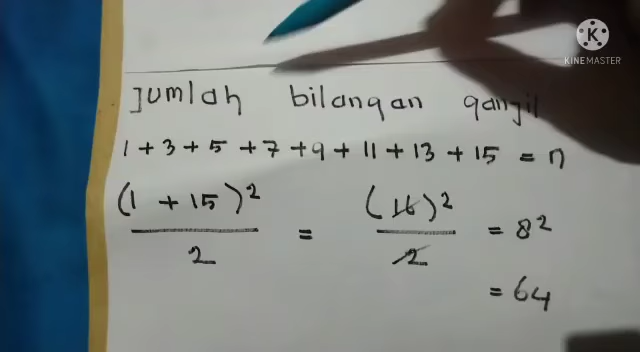 KINEMASTER
Jumlah bilangan ganjil
1 + 3 + 5 + 7 + 9 + 11 + 13 + 15 = n
(1 + 15)² / 2 = (16)² / 2 = 8²
= 64